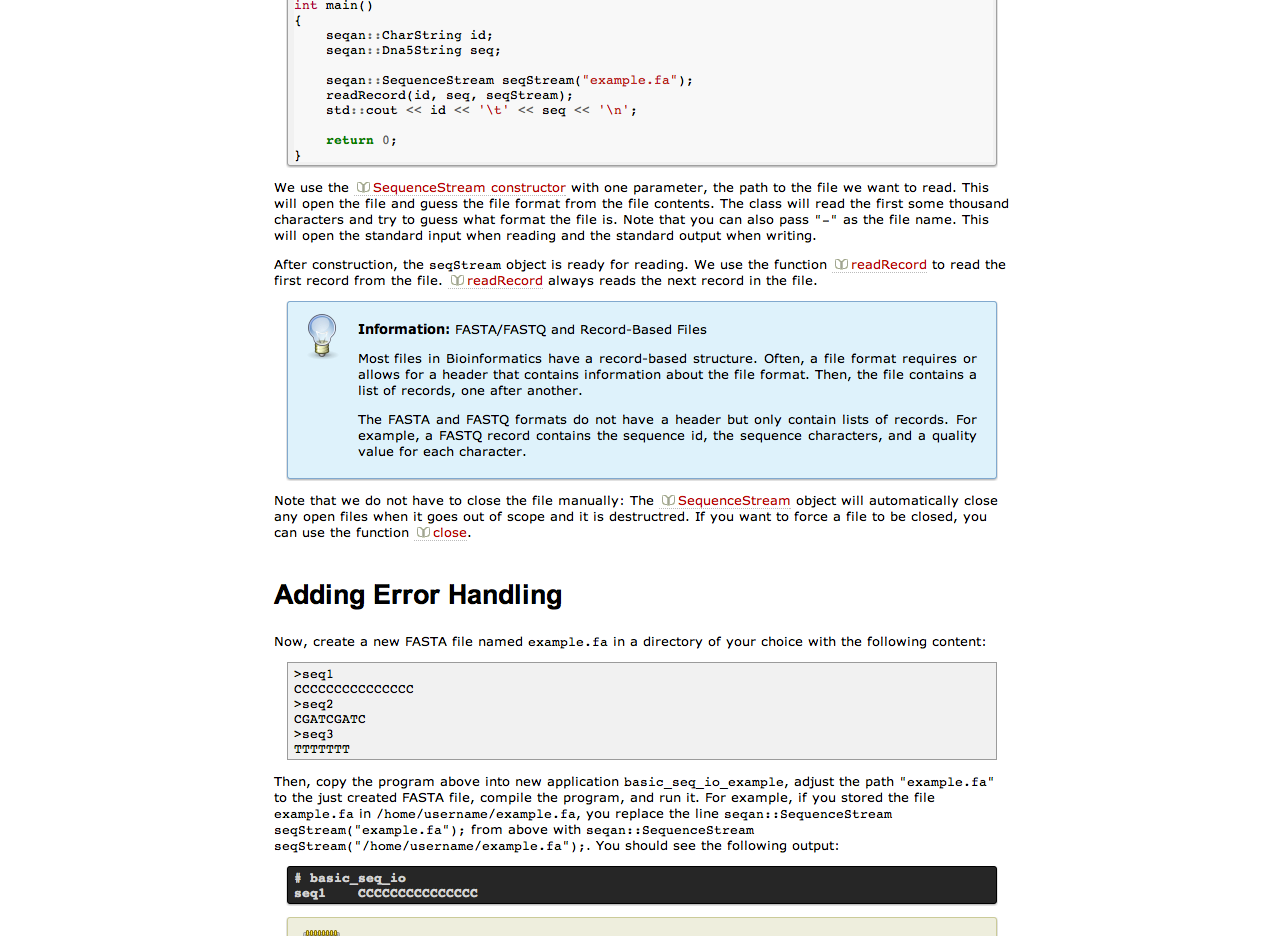 int main()
{
    seqan::CharString id;
    seqan::Dna5String seq;

    seqan::SequenceStream seqStream("example.fa");
    readRecord(id, seq, seqStream);
    std::cout << id << '\t' << seq << '\n';

    return 0;
}
We use the SequenceStream constructor with one parameter, the path to the file we want to read. This
will open the file and guess the file format from the file contents. The class will read the first some thousand
characters and try to guess what format the file is. Note that you can also pass "-" as the file name. This
will open the standard input when reading and the standard output when writing.
After construction, the seqStream object is ready for reading. We use the function readRecord to read the
first record from the file. readRecord always reads the next record in the file.
Information: FASTA/FASTQ and Record-Based Files
Most files in Bioinformatics have a record-based structure. Often, a file format requires or
allows for a header that contains information about the file format. Then, the file contains a
list of records, one after another.
The FASTA and FASTQ formats do not have a header but only contain lists of records. For
example, a FASTQ record contains the sequence id, the sequence characters, and a quality
value for each character.
Note that we do not have to close the file manually: The SequenceStream object will automatically close
any open files when it goes out of scope and it is destructred. If you want to force a file to be closed, you
can use the function close.
Adding Error Handling
Now, create a new FASTA file named example.fa in a directory of your choice with the following content:
>seq1
CCCCCCCCCCCCCCC
>seq2
CGATCGATC
>seq3
TTTTTTT
Then, copy the program above into new application basic_seq_io_example, adjust the path "example.fa"
to the just created FASTA file, compile the program, and run it. For example, if you stored the file
example.fa in /home/username/example.fa, you replace the line seqan::SequenceStream
seqStream("example.fa"); from above with seqan::SequenceStream
seqStream("/home/username/example.fa");. You should see the following output:
# basic_seq_io
seq1    CCCCCCCCCCCCCCC